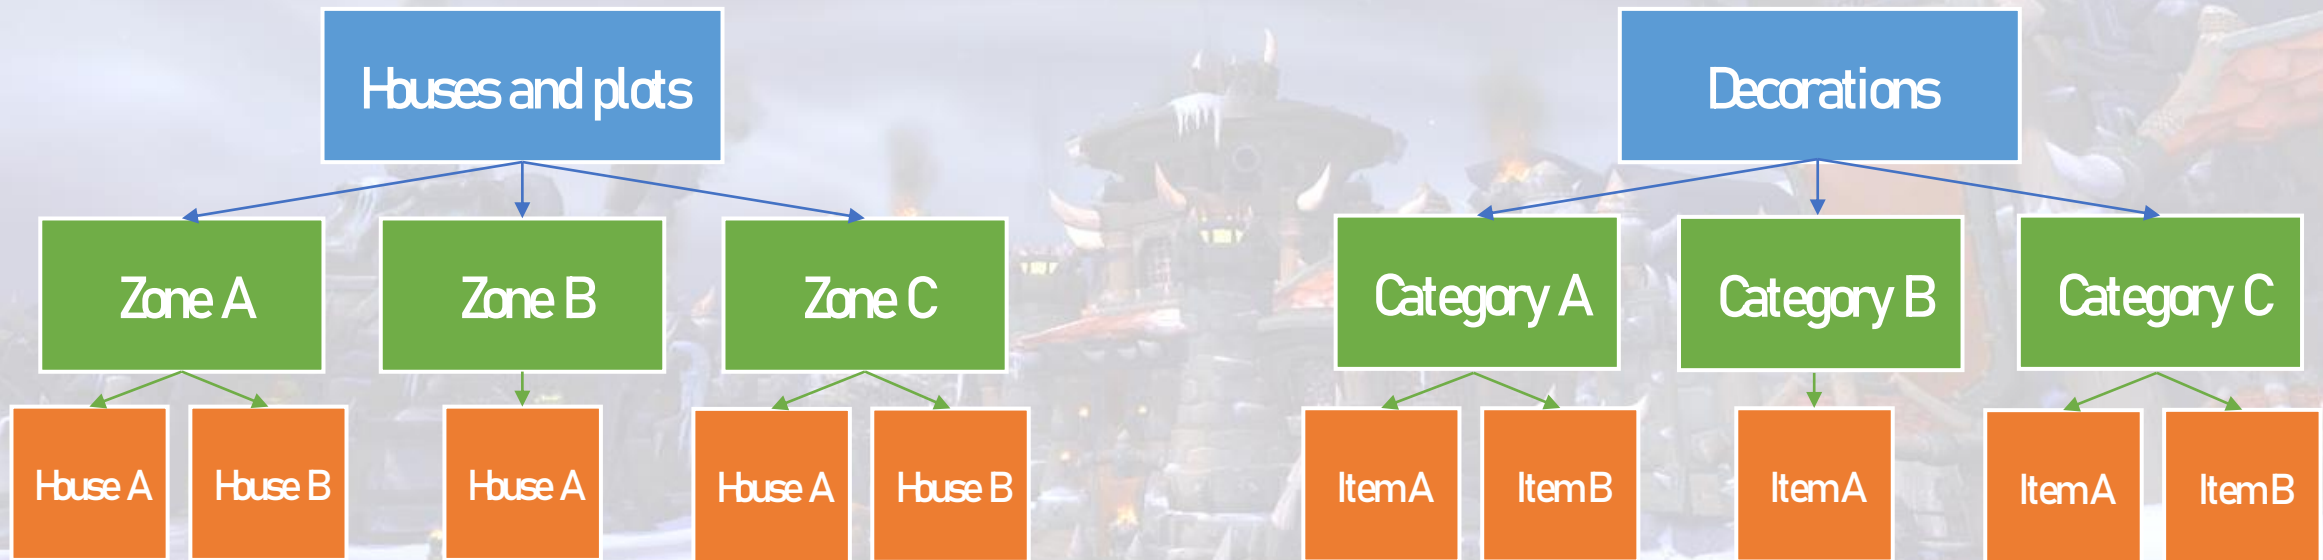 Houses and plots
Decorations
Zone A
Zone B
Zone C
Category A
Category B
Category C
House A
House B
House A
House A
House B
Item A
Item B
Item A
Item A
Item B